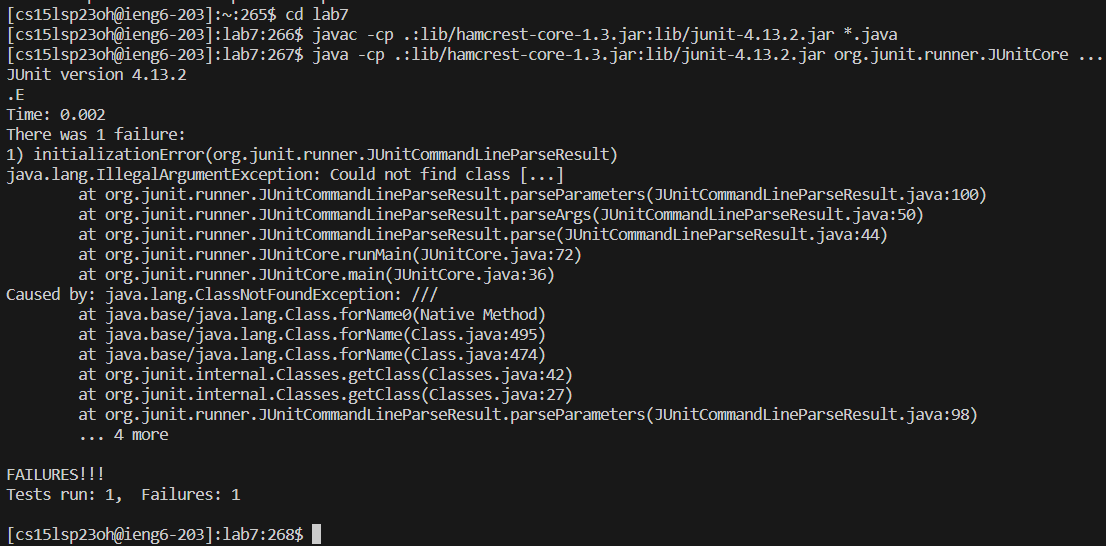 [cs15lsp23oh@ieng6-203]:~:265$ cd lab7
[cs15lsp23oh@ieng6-203]:lab7:266$ javac -cp .:lib/hamcrest-core-1.3.jar:lib/junit-4.13.2.jar *.java
[cs15lsp23oh@ieng6-203]:lab7:267$ java -cp .:lib/hamcrest-core-1.3.jar:lib/junit-4.13.2.jar org.junit.runner.JUnitCore ...
JUnit version 4.13.2
.E
Time: 0.002
There was 1 failure:
1) initializationError(org.junit.runner.JUnitCommandLineParseResult)
java.lang.IllegalArgumentException: Could not find class [...]
        at org.junit.runner.JUnitCommandLineParseResult.parseParameters(JUnitCommandLineParseResult.java:100)
        at org.junit.runner.JUnitCommandLineParseResult.parseArgs(JUnitCommandLineParseResult.java:50)
        at org.junit.runner.JUnitCommandLineParseResult.parse(JUnitCommandLineParseResult.java:44)
        at org.junit.runner.JUnitCore.runMain(JUnitCore.java:72)
        at org.junit.runner.JUnitCore.main(JUnitCore.java:36)
Caused by: java.lang.ClassNotFoundException: ///
        at java.base/java.lang.Class.forName0(Native Method)
        at java.base/java.lang.Class.forName(Class.java:495)
        at java.base/java.lang.Class.forName(Class.java:474)
        at org.junit.internal.Classes.getClass(Classes.java:42)
        at org.junit.internal.Classes.getClass(Classes.java:27)
        at org.junit.runner.JUnitCommandLineParseResult.parseParameters(JUnitCommandLineParseResult.java:98)
        ... 4 more

FAILURES!!!
Tests run: 1,  Failures: 1

[cs15lsp23oh@ieng6-203]:lab7:268$